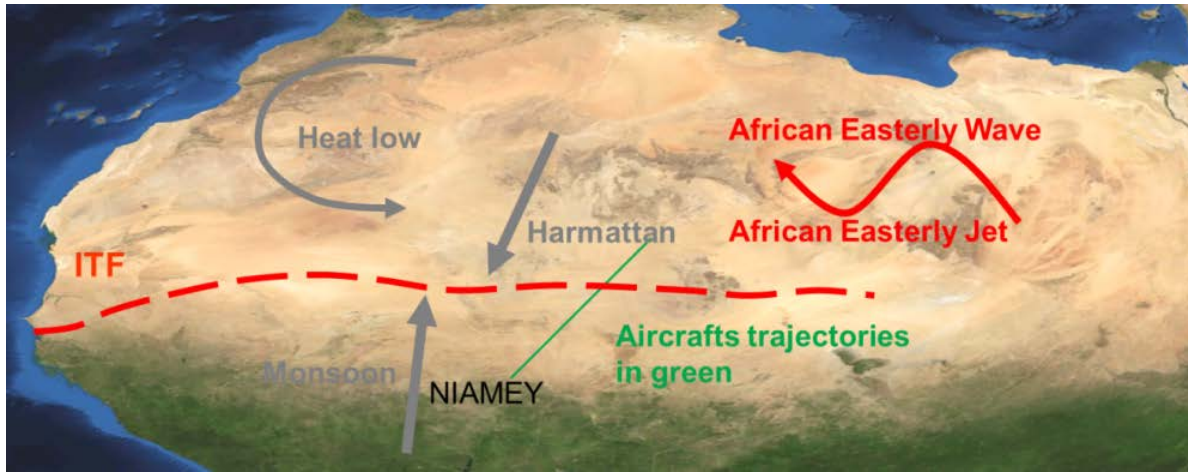 Heat low
African Easterly Wave
Harmattan
African Easterly Jet
ITF
Aircrafts trajectories
in green
Monsoon
NIAMEY